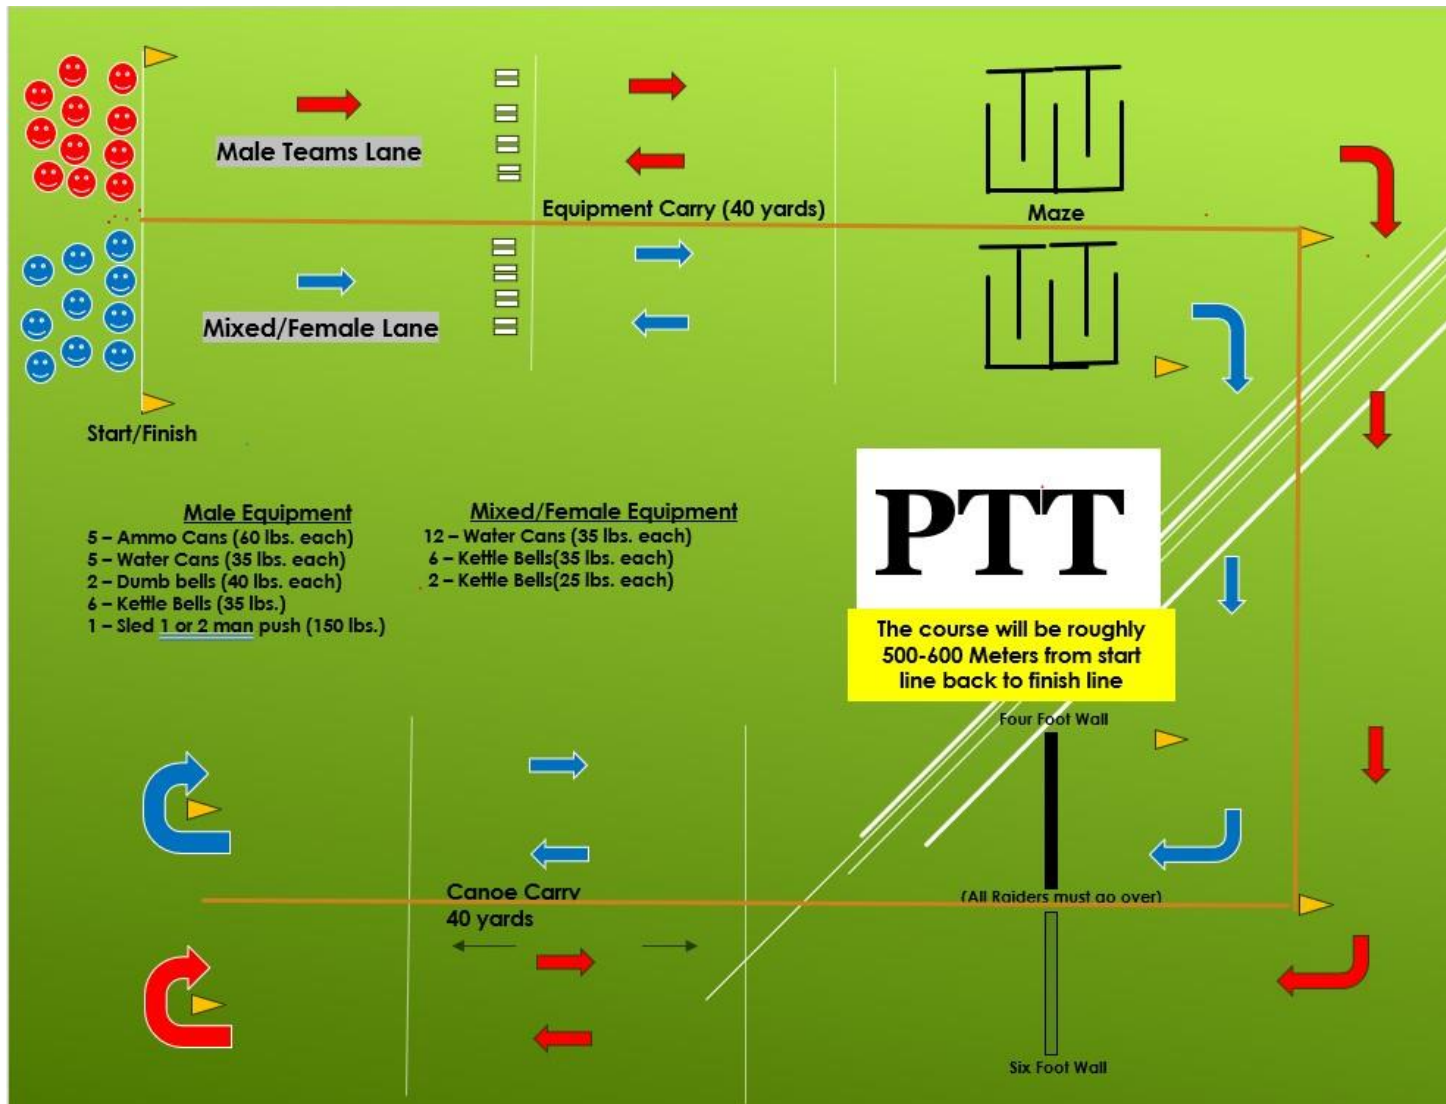 Male Teams Lane
Equipment Carry (40 yards)
Maze
Mixed/Female Lane
Start/Finish
Male Equipment
5 – Ammo Cans (60 lbs. each)
5 – Water Cans (35 lbs. each)
2 – Dumb bells (40 lbs. each)
6 – Kettle Bells (35 lbs.)
1 – Sled 1 or 2 man push (150 lbs.)
Mixed/Female Equipment
12 – Water Cans (35 lbs. each)
6 – Kettle Bells(35 lbs. each)
2 – Kettle Bells(25 lbs. each)
PTT
The course will be roughly
500-600 Meters from start
line back to finish line
Four Foot Wall
(All Raiders must go over)
Canoe Carry
40 yards
Six Foot Wall